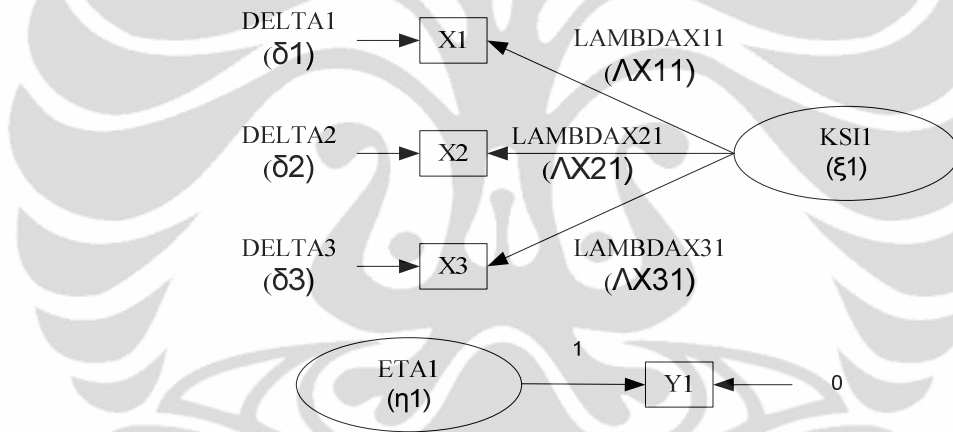 DELTA1
(δ1)
X1
LAMBDAX11
(ΛX11)
DELTA2
(δ2)
X2
LAMBDAX21
(ΛX21)
KSI1
(ξ1)
DELTA3
(δ3)
X3
LAMBDAX31
(ΛX31)
ETA1
(η1)
1
Y1
0